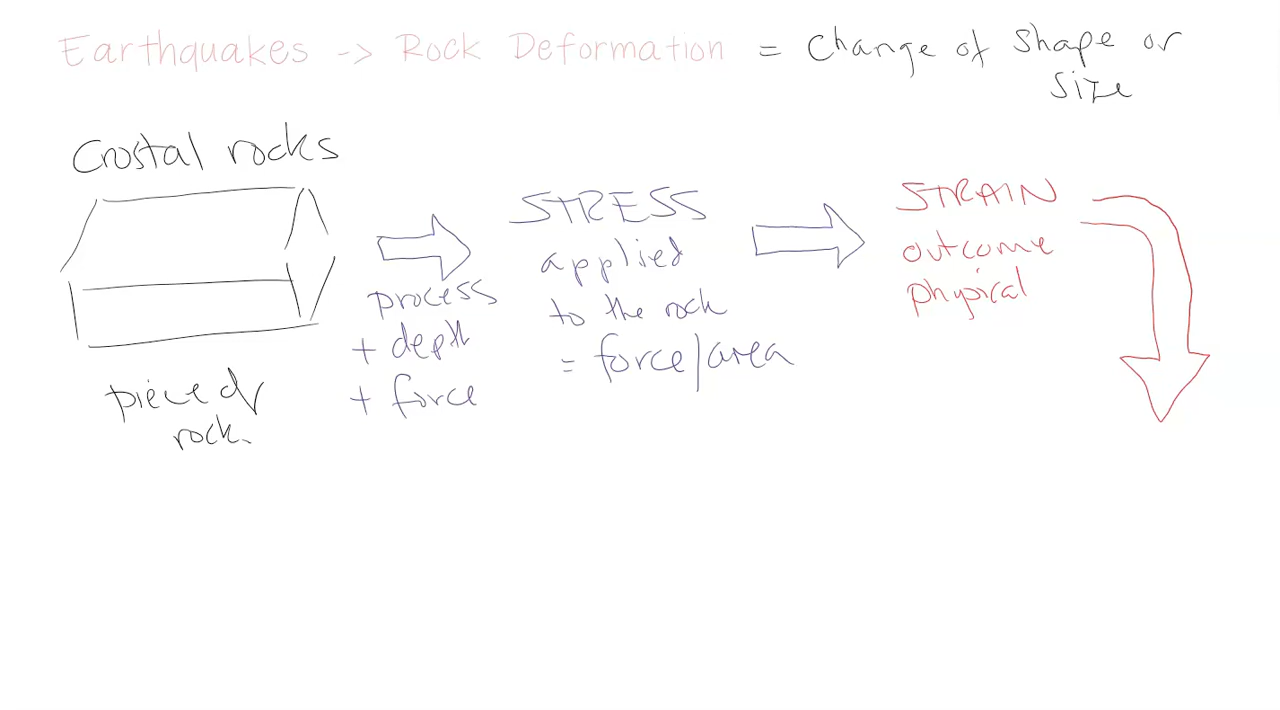 Earthquakes -> Rock Deformation = Change of Shape or
Size
Crustal rocks
piece of
rock.
process
+ depth
+ force
STRESS
applied
to the rock
= force/area
STRAIN
outcome
physical